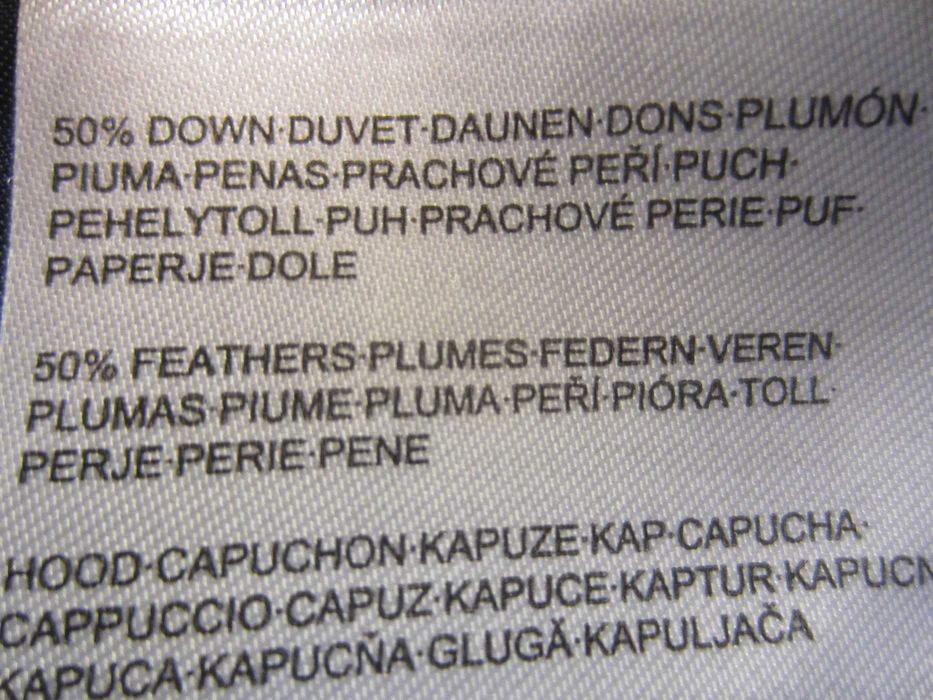 50% DOWN·DUVET·DAUNEN·DONS·PLUMÓN·
PIUMA·PENAS·PRACHOVÉ PEŘÍ·PUCH·
PEHELYTOLL·PUH·PRACHOVÉ PERIE·PUF·
PAPERJE·DOLE
50% FEATHERS·PLUMES·FEDERN·VEREN·
PLUMAS·PIUME·PLUMA·PEŘÍ·PIÓRA·TOLL·
PERJE·PERIE·PENE
HOOD·CAPUCHON·KAPUZE·KAP·CAPUCHA·
CAPPUCCIO·CAPUZ·KAPUCE·KAPTUR·
KAPUCA·KAPUCŇA·GLUGĂ·KAPULJAČA